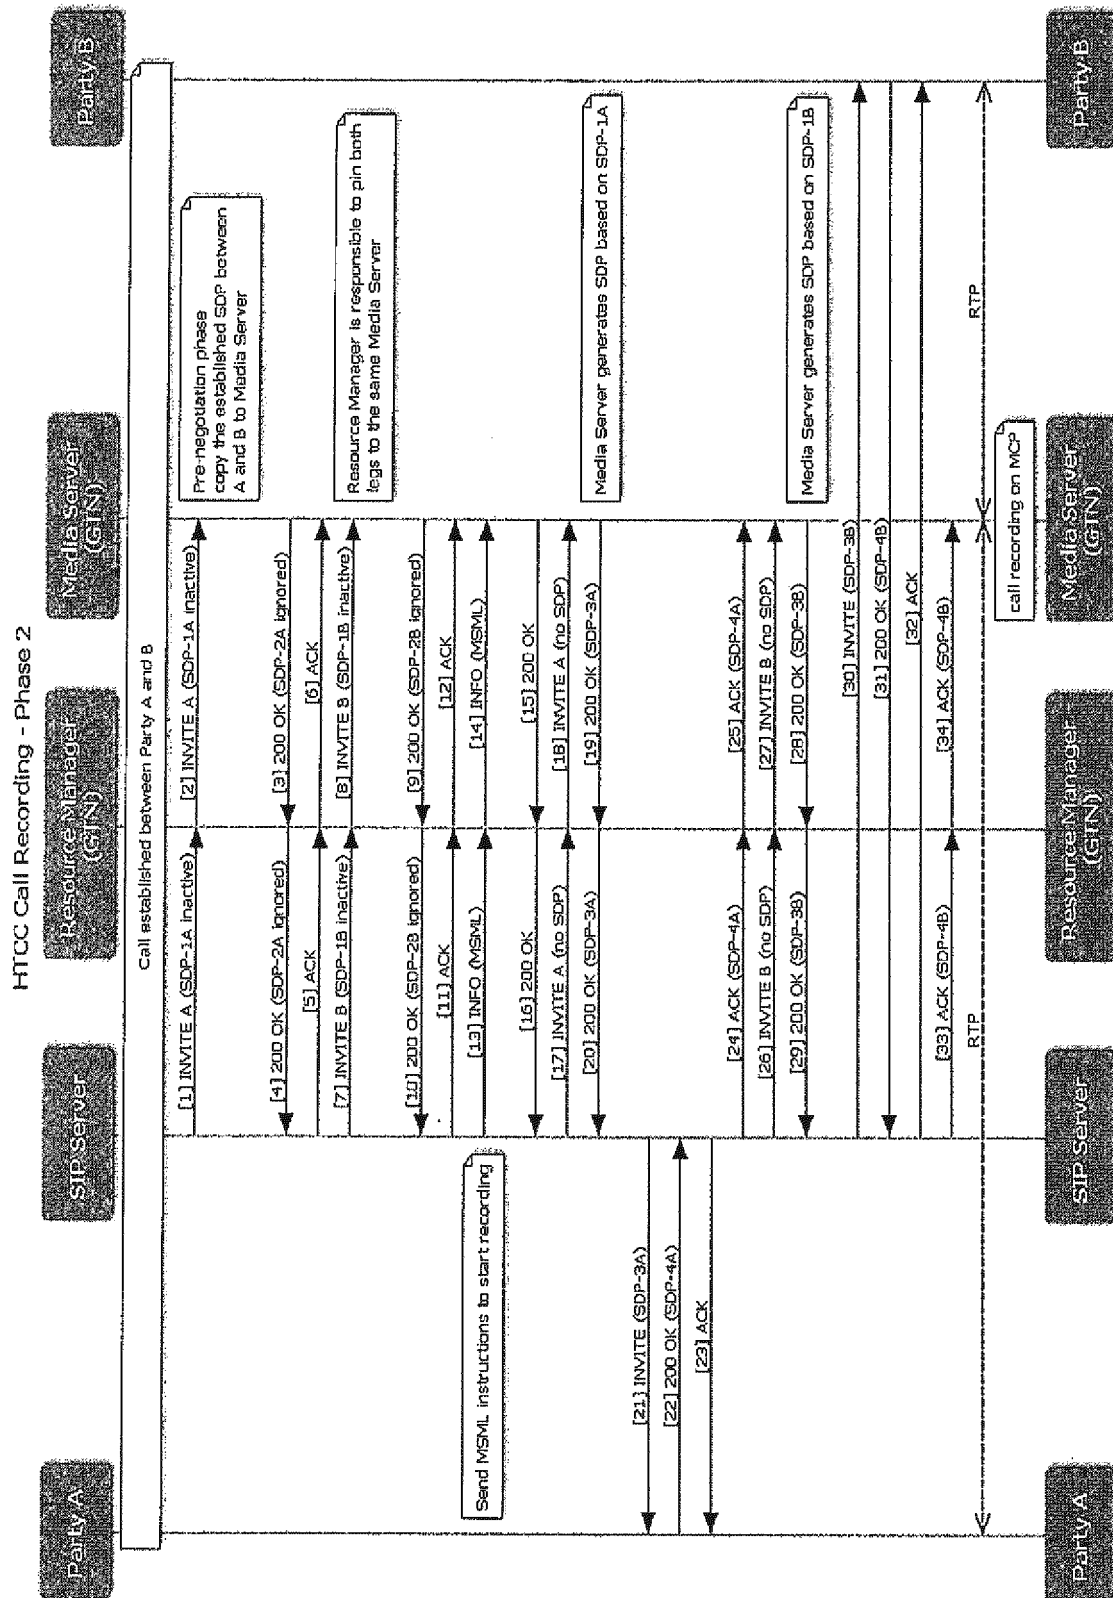 HTCC Call Recording - Phase 2
Party A
SIP Server
Resource Manager
(GTN)
Media Server
(GTN)
Party B
Call established between Party A and B
[1] INVITE A (SDP-1A inactive)
[2] INVITE A (SDP-1A inactive)
Pre-negotiation phase
copy the established SDP between
A and B to Media Server
[3] 200 OK (SDP-2A ignored)
[4] 200 OK (SDP-2A ignored)
[5] ACK
[6] ACK
[7] INVITE B (SDP-1B inactive)
[8] INVITE B (SDP-1B inactive)
Resource Manager is responsible to pin both
legs to the same Media Server
[9] 200 OK (SDP-2B ignored)
[10] 200 OK (SDP-2B ignored)
[11] ACK
[12] ACK
Send MSML instructions to start recording
[13] INFO (MSML)
[14] INFO (MSML)
[15] 200 OK
[16] 200 OK
[17] INVITE A (no SDP)
[18] INVITE A (no SDP)
[19] 200 OK (SDP-3A)
[20] 200 OK (SDP-3A)
Media Server generates SDP based on SDP-1A
[21] INVITE (SDP-3A)
[22] 200 OK (SDP-4A)
[23] ACK
[24] ACK (SDP-4A)
[25] ACK (SDP-4A)
[26] INVITE B (no SDP)
[27] INVITE B (no SDP)
[28] 200 OK (SDP-3B)
[29] 200 OK (SDP-3B)
Media Server generates SDP based on SDP-1B
[30] INVITE (SDP-3B)
[31] 200 OK (SDP-4B)
[32] ACK
[33] ACK (SDP-4B)
[34] ACK (SDP-4B)
RTP
RTP
call recording on MCP
Party A
SIP Server
Resource Manager
(GTN)
Media Server
(GTN)
Party B